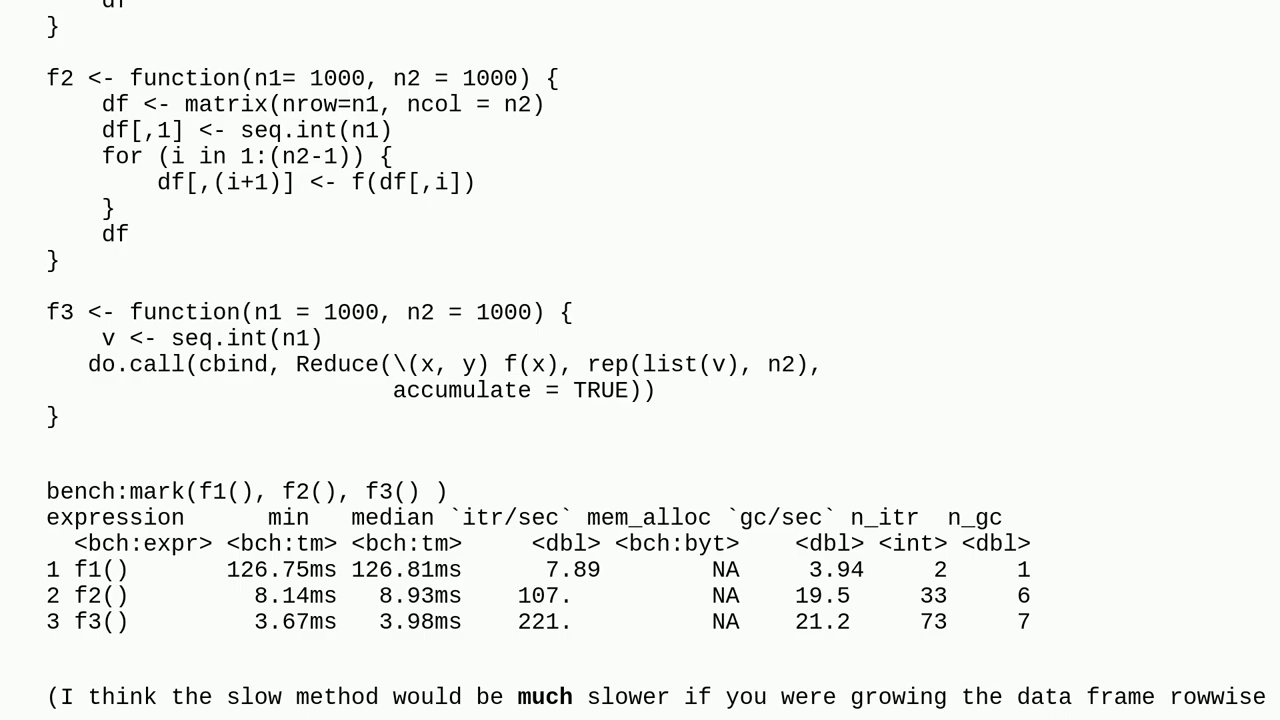 df
}
f2 <- function(n1= 1000, n2 = 1000) {
    df <- matrix(nrow=n1, ncol = n2)
    df[,1] <- seq.int(n1)
    for (i in 1:(n2-1)) {
        df[,(i+1)] <- f(df[,i])
    }
    df
}
f3 <- function(n1 = 1000, n2 = 1000) {
    v <- seq.int(n1)
   do.call(cbind, Reduce(\(x, y) f(x), rep(list(v), n2),
                         accumulate = TRUE))
}
bench:mark(f1(), f2(), f3() )
expression      min   median `itr/sec` mem_alloc `gc/sec` n_itr  n_gc
  <bch:expr> <bch:tm> <bch:tm>     <dbl> <bch:byt>    <dbl> <int> <dbl>
1 f1()       126.75ms 126.81ms      7.89        NA     3.94     2     1
2 f2()         8.14ms   8.93ms    107.          NA    19.5     33     6
3 f3()         3.67ms   3.98ms    221.          NA    21.2     73     7
(I think the slow method would be much slower if you were growing the data frame rowwise